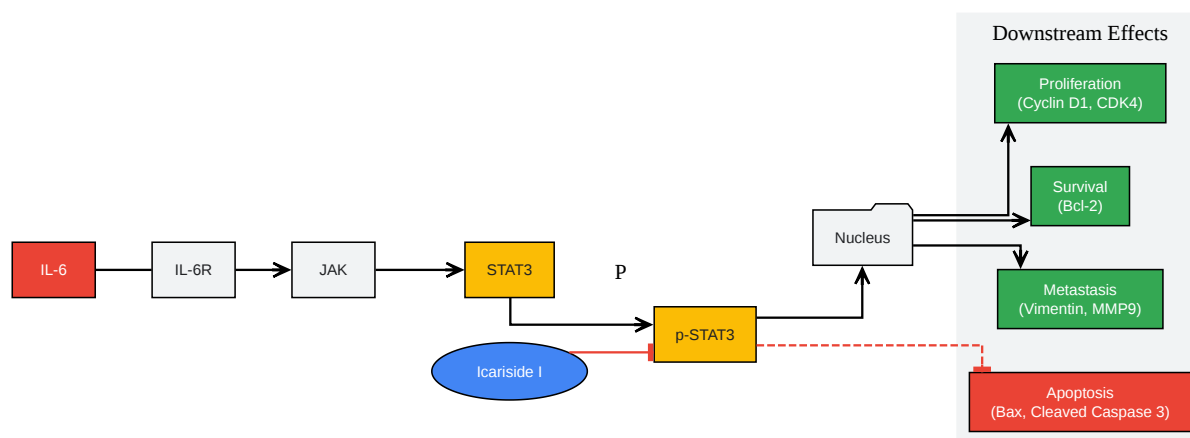 Downstream Effects
Proliferation
(Cyclin D1, CDK4)
Survival
(Bcl-2)
Nucleus
IL-6
IL-6R
JAK
STAT3
P
Metastasis
(Vimentin, MMP9)
p-STAT3
Icariside I
Apoptosis
(Bax, Cleaved Caspase 3)